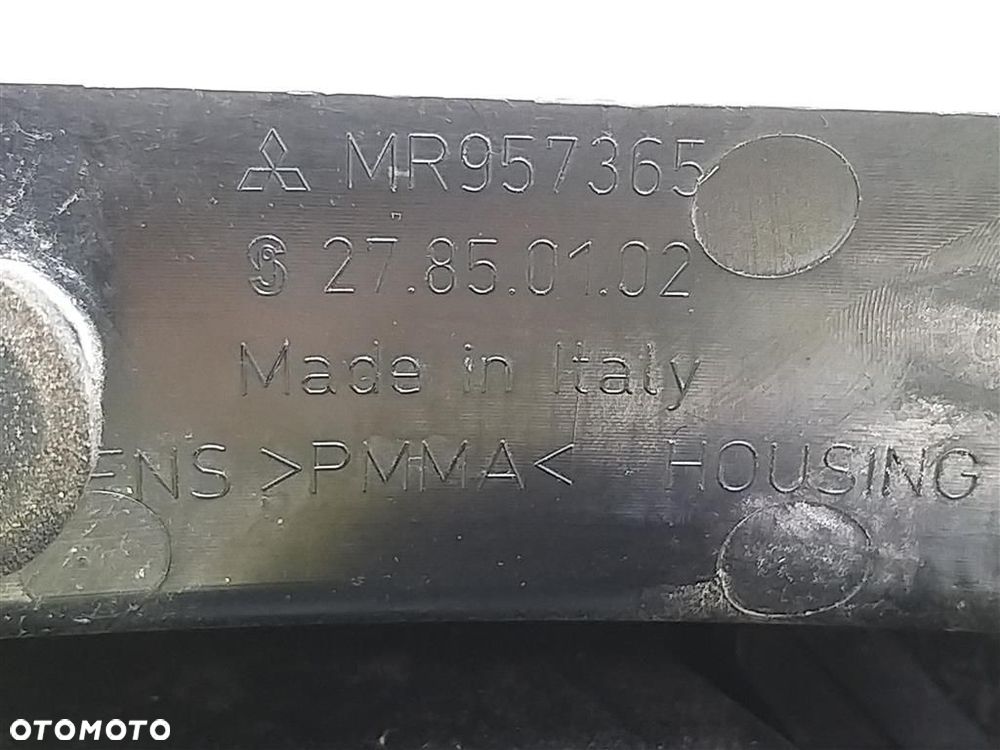 MR957365
27.85.01.02
Made in Italy
ENS >PMMA< HOUSING
OTOMOTO